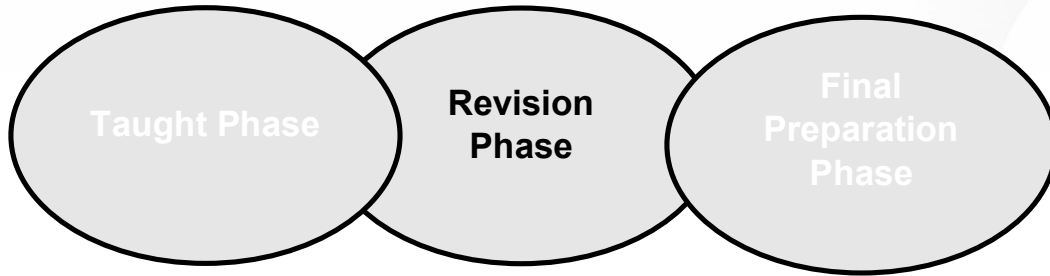 Taught Phase
Revision
Phase
Final
Preparation
Phase